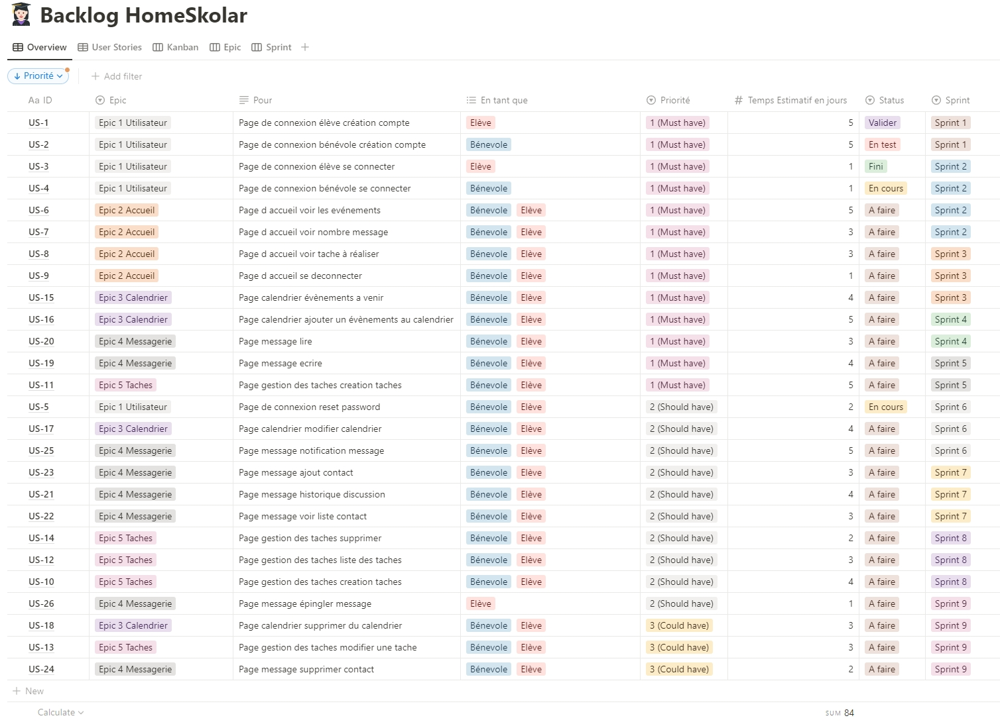 Backlog HomeSkolar
Overview User Stories Kanban Epic Sprint
Priorité Add filter
Aa ID Epic Pour En tant que Priorité # Temps Estimatif en jours Status Sprint
US-1 Epic 1 Utilisateur Page de connexion élève création compte Elève 1 (Must have) 5 Valider Sprint 1
US-2 Epic 1 Utilisateur Page de connexion bénévole création compte Bénevole 1 (Must have) 5 En test Sprint 1
US-3 Epic 1 Utilisateur Page de connexion élève se connecter Elève 1 (Must have) 1 Fini Sprint 2
US-4 Epic 1 Utilisateur Page de connexion bénévole se connecter Bénevole 1 (Must have) 1 En cours Sprint 2
US-6 Epic 2 Accueil Page d accueil voir les evénements Bénevole Elève 1 (Must have) 5 A faire Sprint 2
US-7 Epic 2 Accueil Page d accueil voir nombre message Bénevole Elève 1 (Must have) 3 A faire Sprint 2
US-8 Epic 2 Accueil Page d accueil voir tache à réaliser Bénevole Elève 1 (Must have) 3 A faire Sprint 3
US-9 Epic 2 Accueil Page d accueil se deconnecter Bénevole Elève 1 (Must have) 1 A faire Sprint 3
US-15 Epic 3 Calendrier Page calendrier évènements a venir Bénevole Elève 1 (Must have) 4 A faire Sprint 3
US-16 Epic 3 Calendrier Page calendrier ajouter un évènements au calendrier Bénevole Elève 1 (Must have) 5 A faire Sprint 4
US-20 Epic 4 Messagerie Page message lire Bénevole Elève 1 (Must have) 3 A faire Sprint 4
US-19 Epic 4 Messagerie Page message ecrire Bénevole Elève 1 (Must have) 4 A faire Sprint 5
US-11 Epic 5 Taches Page gestion des taches creation taches Bénevole Elève 1 (Must have) 5 A faire Sprint 5
US-5 Epic 1 Utilisateur Page de connexion reset password Bénevole Elève 2 (Should have) 2 En cours Sprint 6
US-17 Epic 3 Calendrier Page calendrier modifier calendrier Bénevole Elève 2 (Should have) 4 A faire Sprint 6
US-25 Epic 4 Messagerie Page message notification message Bénevole Elève 2 (Should have) 5 A faire Sprint 6
US-23 Epic 4 Messagerie Page message ajout contact Bénevole Elève 2 (Should have) 3 A faire Sprint 7
US-21 Epic 4 Messagerie Page message historique discussion Bénevole Elève 2 (Should have) 4 A faire Sprint 7
US-22 Epic 4 Messagerie Page message voir liste contact Bénevole Elève 2 (Should have) 3 A faire Sprint 7
US-14 Epic 5 Taches Page gestion des taches supprimer Bénevole Elève 2 (Should have) 2 A faire Sprint 8
US-12 Epic 5 Taches Page gestion des taches liste des taches Bénevole Elève 2 (Should have) 3 A faire Sprint 8
US-10 Epic 5 Taches Page gestion des taches creation taches Bénevole Elève 2 (Should have) 4 A faire Sprint 8
US-26 Epic 4 Messagerie Page message épingler message Elève 2 (Should have) 1 A faire Sprint 9
US-18 Epic 3 Calendrier Page calendrier supprimer du calendrier Bénevole Elève 3 (Could have) 3 A faire Sprint 9
US-13 Epic 5 Taches Page gestion des taches modifier une tache Bénevole Elève 3 (Could have) 3 A faire Sprint 9
US-24 Epic 4 Messagerie Page message supprimer contact Bénevole Elève 3 (Could have) 2 A faire Sprint 9
New
Calculate SUM 84